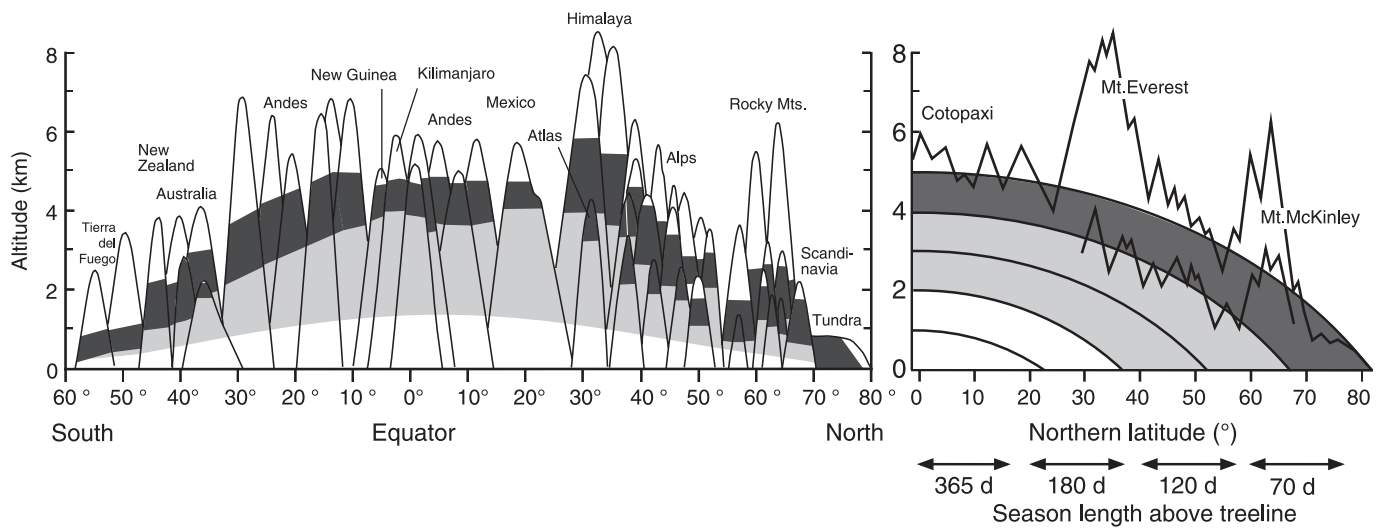 Himalaya
8
6
4
2
0
Altitude (km)
Tierra
del
Fuego
New
Zealand
Australia
Andes
New Guinea
Kilimanjaro
Andes
Mexico
Atlas
Alps
Rocky Mts.
Scandi-
navia
Tundra
60 ° 50 ° 40 ° 30 ° 20 ° 10 ° 0 ° 10 ° 20 ° 30 ° 40 ° 50 ° 60 ° 70 ° 80 °
South Equator North
8
6
4
2
0
Cotopaxi
Mt.Everest
Mt.McKinley
0 10 20 30 40 50 60 70 80
Northern latitude (°)
365 d 180 d 120 d 70 d
Season length above treeline